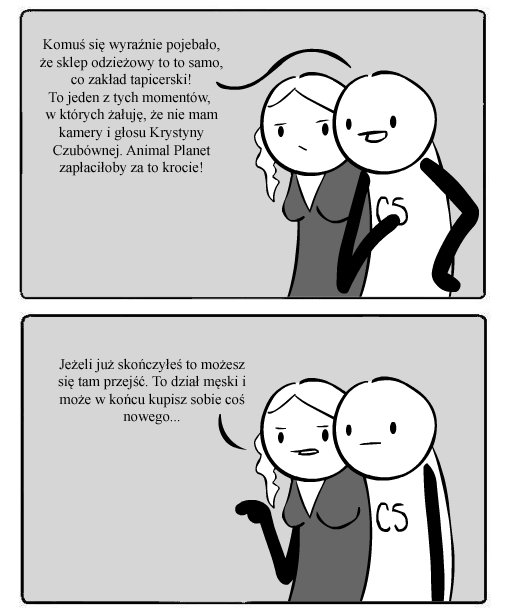 Komuś się wyraźnie pojebało,
że sklep odzieżowy to to samo,
co zakład tapicerski!
To jeden z tych momentów,
w których żałuję, że nie mam
kamery i głosu Krystyny
Czubównej. Animal Planet
zapłaciłoby za to krocie!
C5
Jeżeli już skończyłeś to możesz
się tam przejść. To dział męski i
może w końcu kupisz sobie coś
nowego...
C5